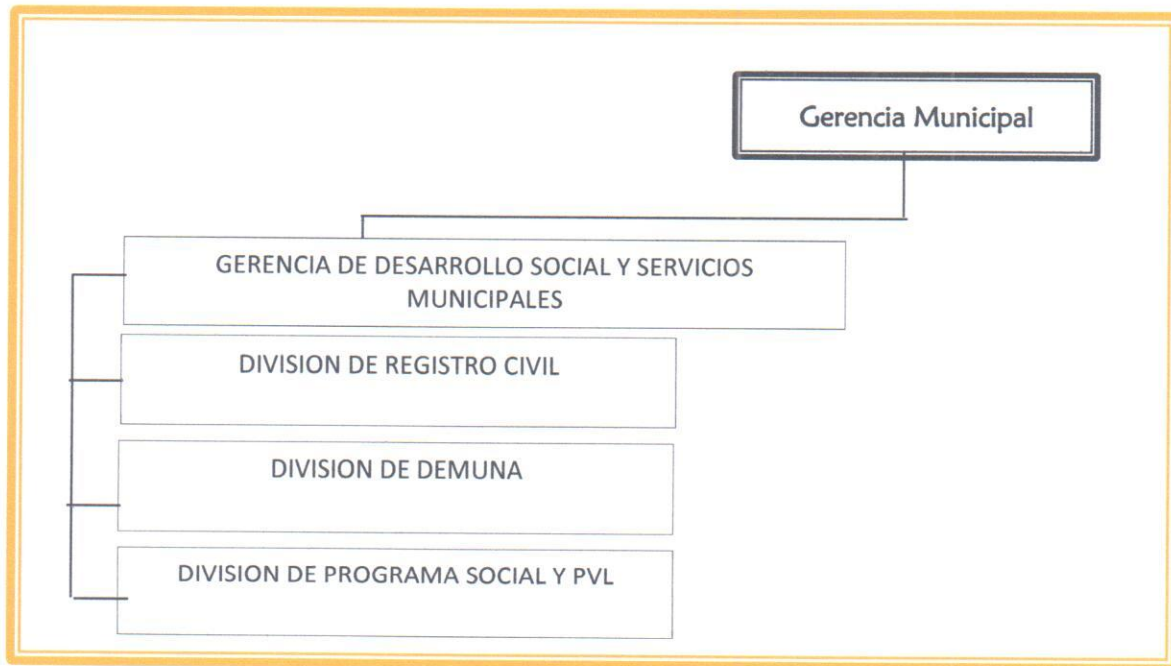 Gerencia Municipal
GERENCIA DE DESARROLLO SOCIAL Y SERVICIOS
MUNICIPALES
DIVISION DE REGISTRO CIVIL
DIVISION DE DEMUNA
DIVISION DE PROGRAMA SOCIAL Y PVL